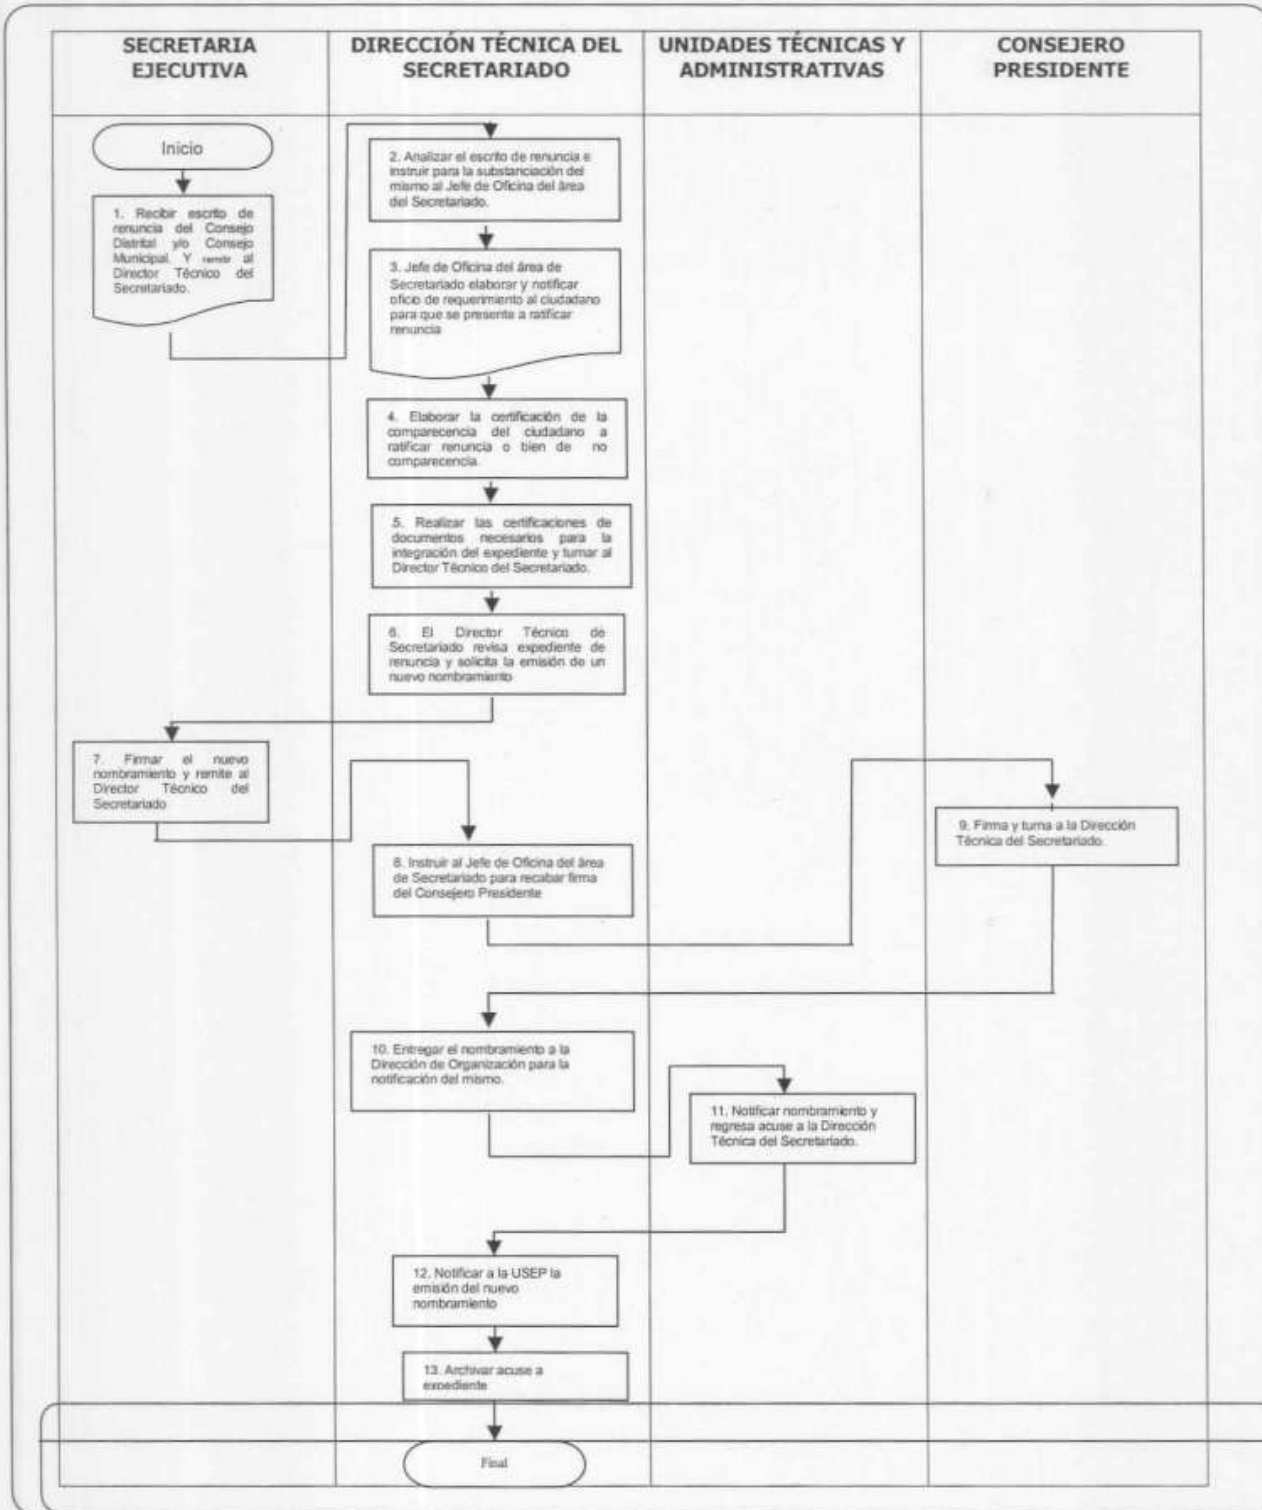 SECRETARIA
EJECUTIVA
DIRECCIÓN TÉCNICA DEL
SECRETARIADO
UNIDADES TÉCNICAS Y
ADMINISTRATIVAS
CONSEJERO
PRESIDENTE
Inicio
1. Recibir escrito de
renuncia del Consejo
Distrital y/o Consejo
Municipal. Y remitir al
Director Técnico del
Secretariado.
2. Analizar el escrito de renuncia e
instruir para la substanciación del
mismo al Jefe de Oficina del área
del Secretariado.
3. Jefe de Oficina del área de
Secretariado elaborar y notificar
oficio de requerimiento al ciudadano
para que se presente a ratificar
renuncia
4. Elaborar la certificación de la
comparecencia del ciudadano a
ratificar renuncia o bien de no
comparecencia.
5. Realizar las certificaciones de
documentos necesarios para la
integración del expediente y turnar al
Director Técnico del Secretariado.
6. El Director Técnico de
Secretariado revisa expediente de
renuncia y solicita la emisión de un
nuevo nombramiento
7. Firmar el nuevo
nombramiento y remite al
Director Técnico del
Secretariado
8. Instruir al Jefe de Oficina del área
de Secretariado para recabar firma
del Consejero Presidente
9. Firma y turna a la Dirección
Técnica del Secretariado.
10. Entregar el nombramiento a la
Dirección de Organización para la
notificación del mismo.
11. Notificar nombramiento y
regresa acuse a la Dirección
Técnica del Secretariado.
12. Notificar a la USEP la
emisión del nuevo
nombramiento
13. Archivar acuse a
expediente
Final